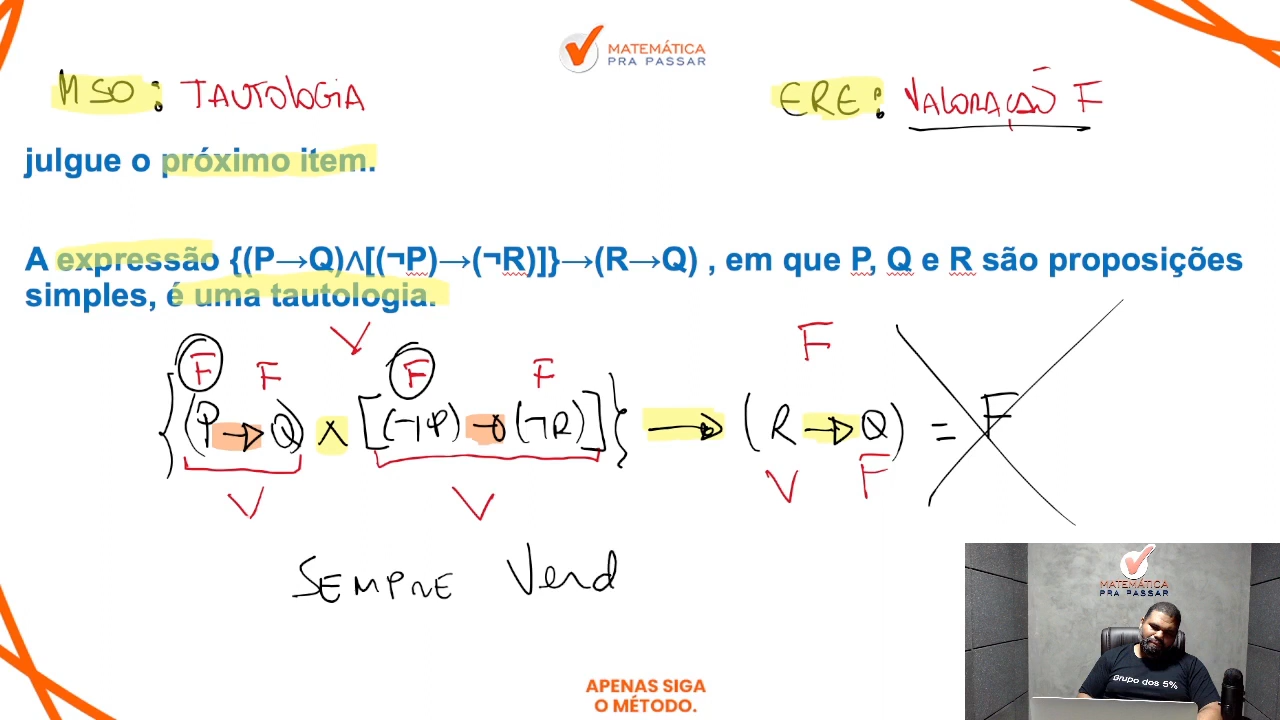 MATEMÁTICA
PRA PASSAR
MSO: TAUTOLOGIA
ERE: VALORAÇÃO F
julgue o próximo item.
A expressão {(P→Q)∧[(¬P)→(¬R)]}→(R→Q) , em que P, Q e R são proposições
simples, é uma tautologia.
V
F
F F F F
{(P → Q) ∧ [(¬P) → (¬R)]} → (R → Q) = F
V V V F
SEMPRE Verd
MATEMÁTICA
PRA PASSAR
Grupo dos 5%
APENAS SIGA
O MÉTODO.